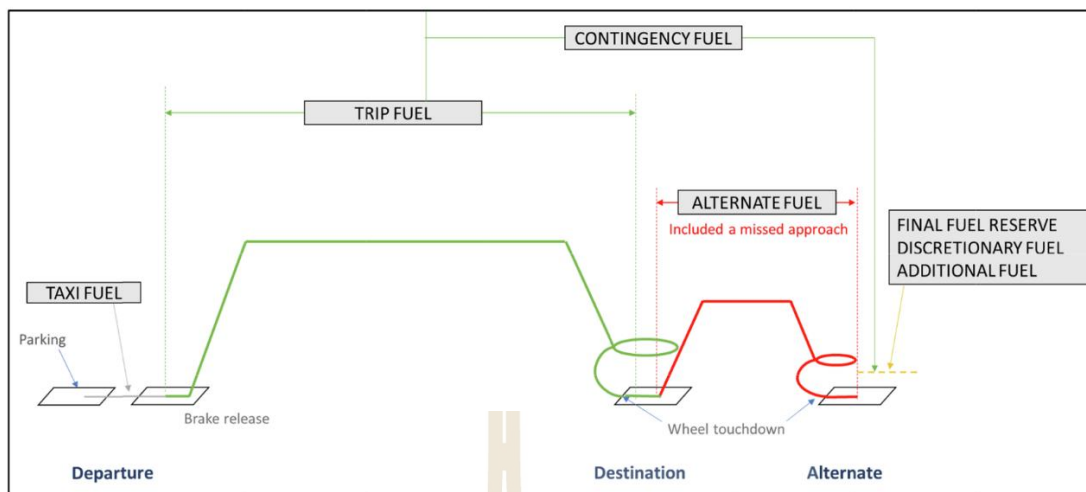 CONTINGENCY FUEL
TRIP FUEL
ALTERNATE FUEL
Included a missed approach
FINAL FUEL RESERVE
DISCRETIONARY FUEL
ADDITIONAL FUEL
TAXI FUEL
Parking
Brake release
Wheel touchdown
Departure
Destination
Alternate